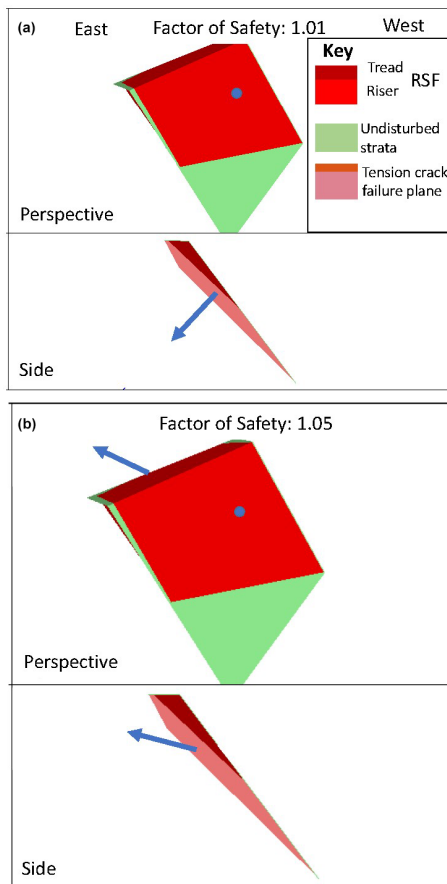 (a) East Factor of Safety: 1.01 West
Key
Tread
Riser
RSF
Undisturbed
strata
Tension crack
failure plane
Perspective
Side
(b) Factor of Safety: 1.05
Perspective
Side